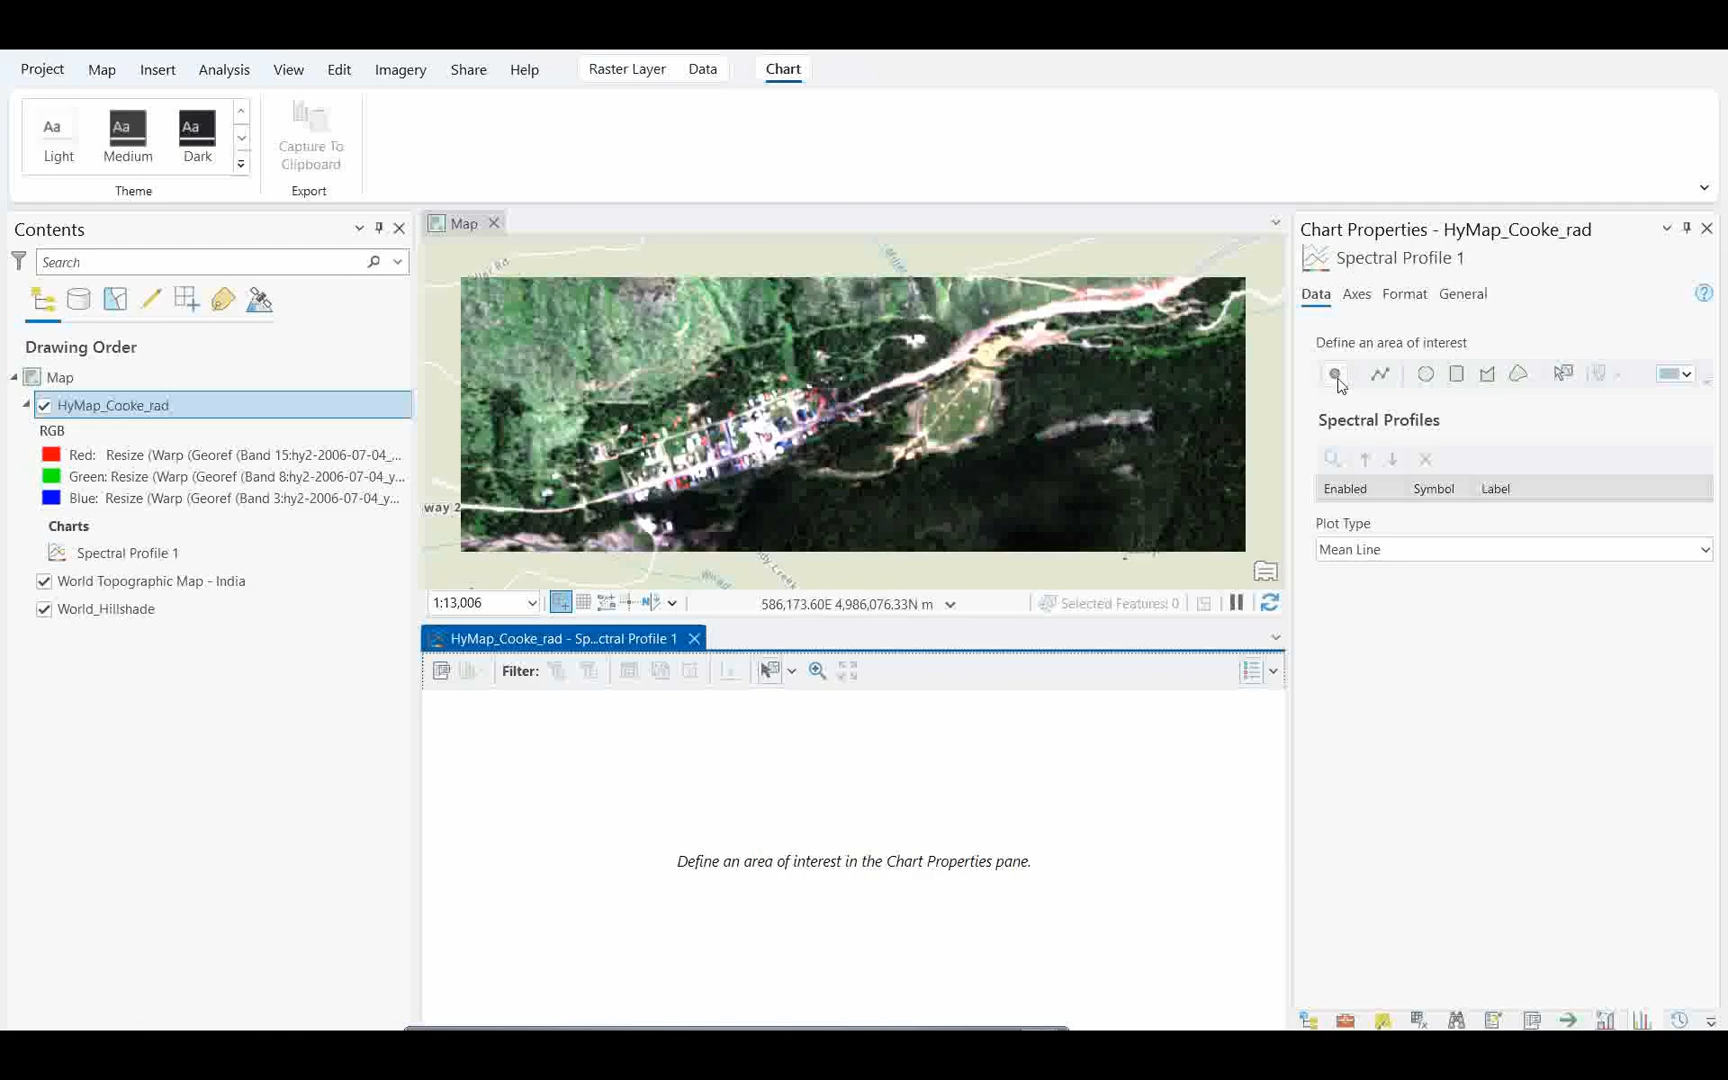 Project Map Insert Analysis View Edit Imagery Share Help Raster Layer Data Chart
Aa Aa Aa
Light Medium Dark
Theme
Capture To
Clipboard
Export
Contents
Search
Drawing Order
Map
HyMap_Cooke_rad
RGB
Red: Resize (Warp (Georef (Band 15:hy2-2006-07-04_...
Green: Resize (Warp (Georef (Band 8:hy2-2006-07-04_y...
Blue: Resize (Warp (Georef (Band 3:hy2-2006-07-04_y...
Charts
Spectral Profile 1
World Topographic Map - India
World_Hillshade
Map
way 2
1:13,006
586,173.60E 4,986,076.33N m
Selected Features: 0
HyMap_Cooke_rad - Sp...ctral Profile 1
Filter:
Define an area of interest in the Chart Properties pane.
Chart Properties - HyMap_Cooke_rad
Spectral Profile 1
Data Axes Format General
Define an area of interest
Spectral Profiles
Enabled Symbol Label
Plot Type
Mean Line